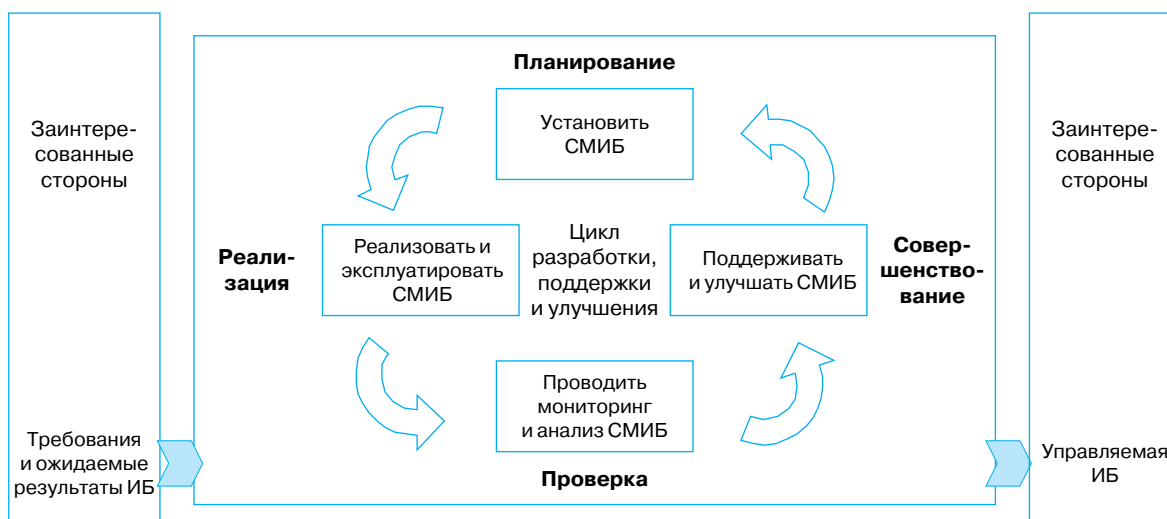 Заинтере-
сованные
стороны
Требования
и ожидаемые
результаты ИБ
Планирование
Установить
СМИБ
Реали-
зация
Реализовать и
эксплуатировать
СМИБ
Цикл
разработки,
поддержки
и улучшения
Поддерживать
и улучшать СМИБ
Совер-
шенство-
вание
Проводить
мониторинг
и анализ СМИБ
Проверка
Заинтере-
сованные
стороны
Управляемая
ИБ